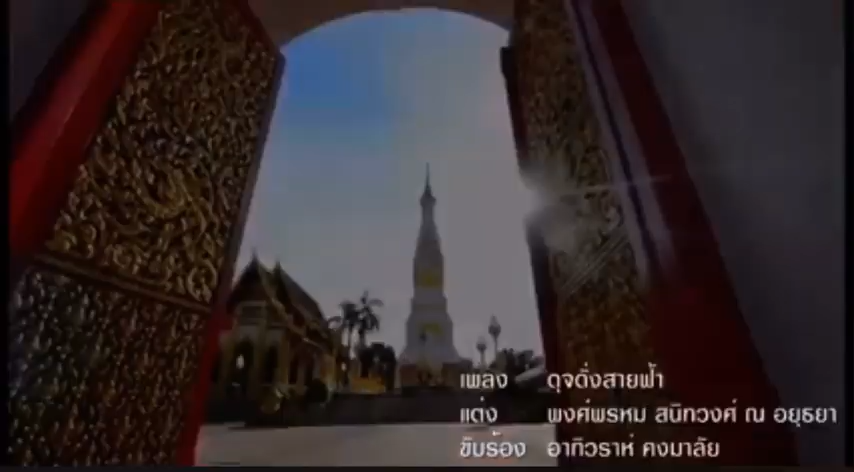 เพลง ดุจดั่งสายฟ้า
แต่ง พงศ์พรหม สนิทวงศ์ ณ อยุธยา
ขับร้อง อาทิวราห์ คงมาลัย